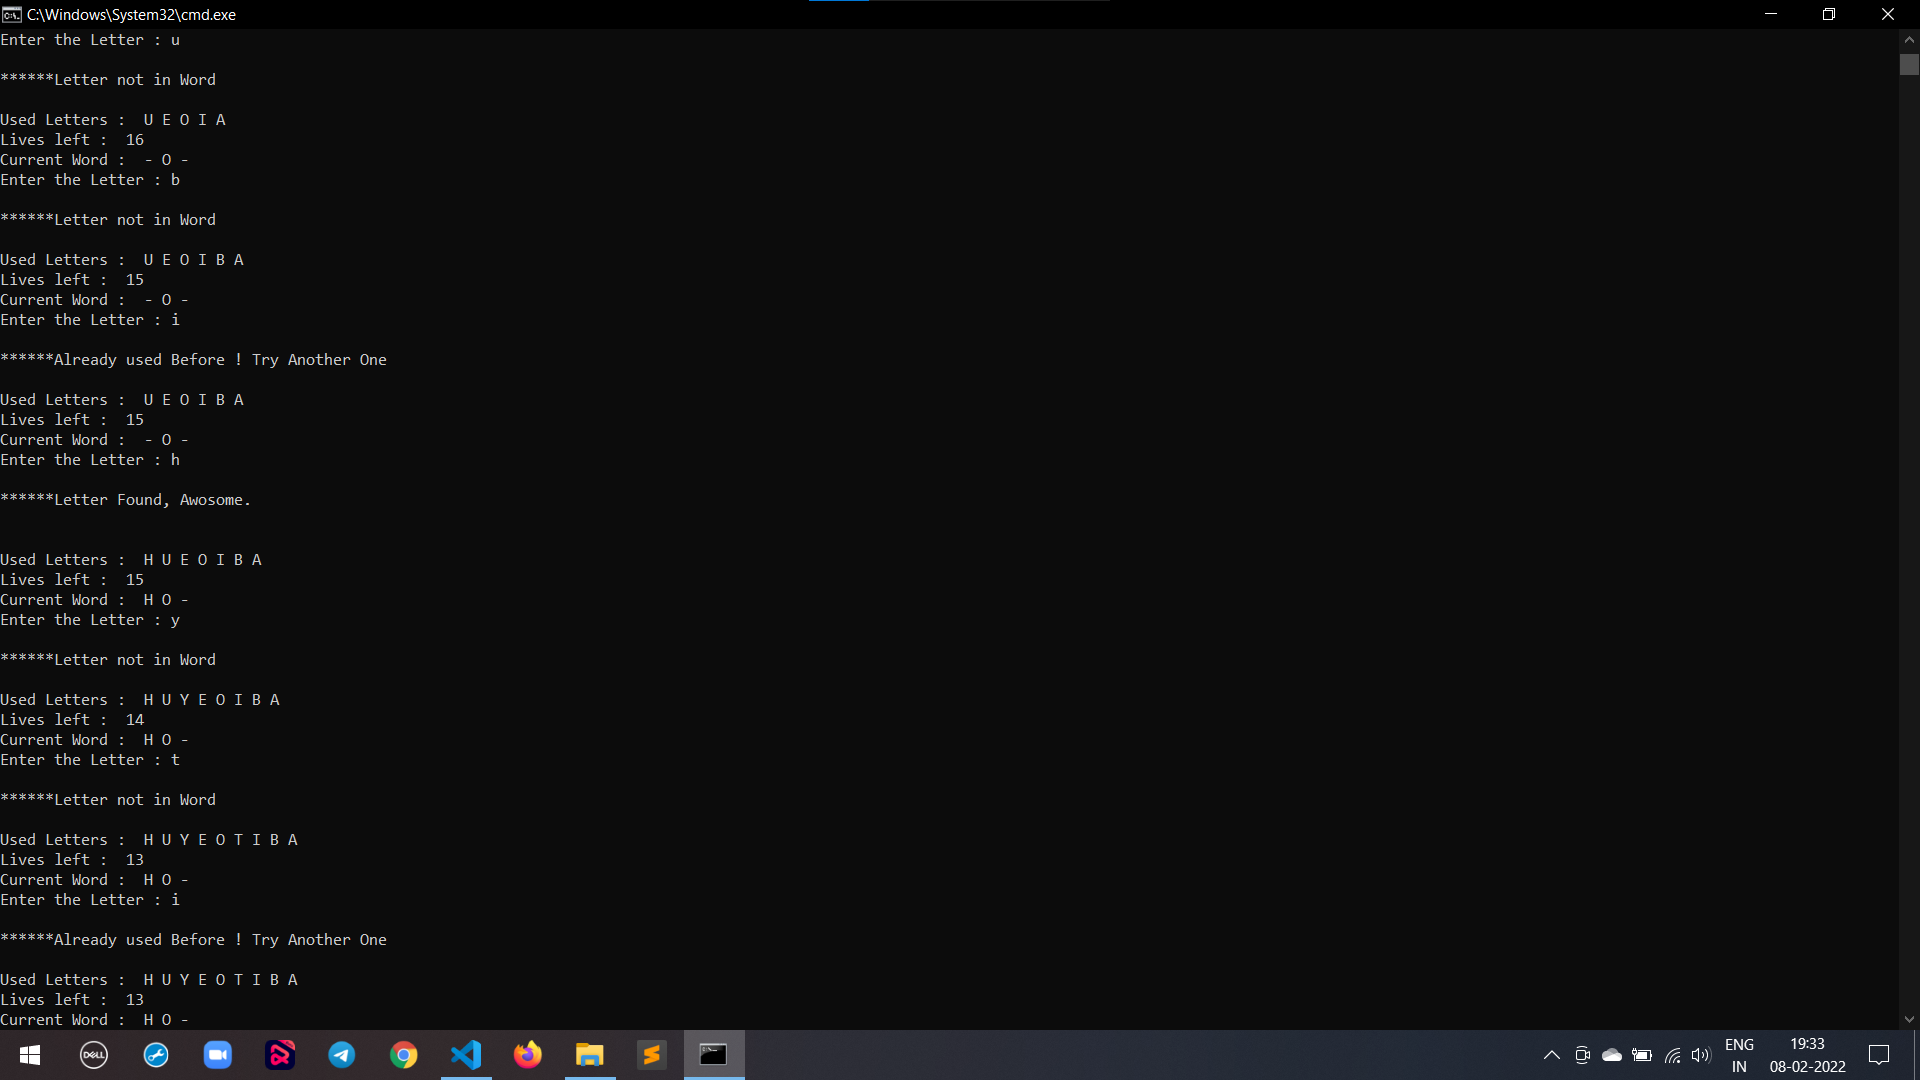 C:\Windows\System32\cmd.exe
Enter the Letter : u
******Letter not in Word
Used Letters :  U E O I A
Lives left :  16
Current Word :  - O -
Enter the Letter : b
******Letter not in Word
Used Letters :  U E O I B A
Lives left :  15
Current Word :  - O -
Enter the Letter : i
******Already used Before ! Try Another One
Used Letters :  U E O I B A
Lives left :  15
Current Word :  - O -
Enter the Letter : h
******Letter Found, Awosome.
Used Letters :  H U E O I B A
Lives left :  15
Current Word :  H O -
Enter the Letter : y
******Letter not in Word
Used Letters :  H U Y E O I B A
Lives left :  14
Current Word :  H O -
Enter the Letter : t
******Letter not in Word
Used Letters :  H U Y E O T I B A
Lives left :  13
Current Word :  H O -
Enter the Letter : i
******Already used Before ! Try Another One
Used Letters :  H U Y E O T I B A
Lives left :  13
Current Word :  H O -
DELL
ENG
IN
19:33
08-02-2022